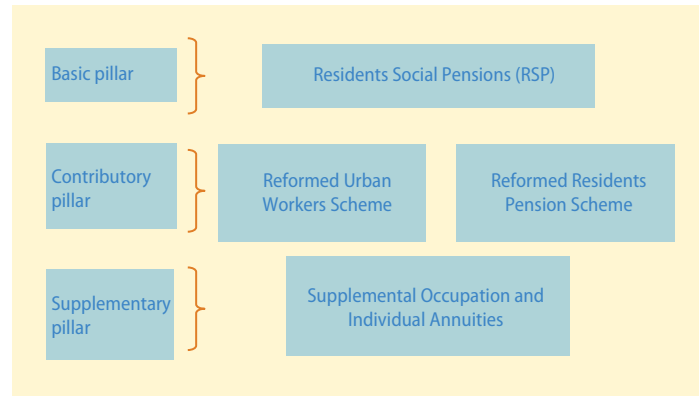 Basic pillar
Residents Social Pensions (RSP)
Contributory
pillar
Reformed Urban
Workers Scheme
Reformed Residents
Pension Scheme
Supplementary
pillar
Supplemental Occupation and
Individual Annuities